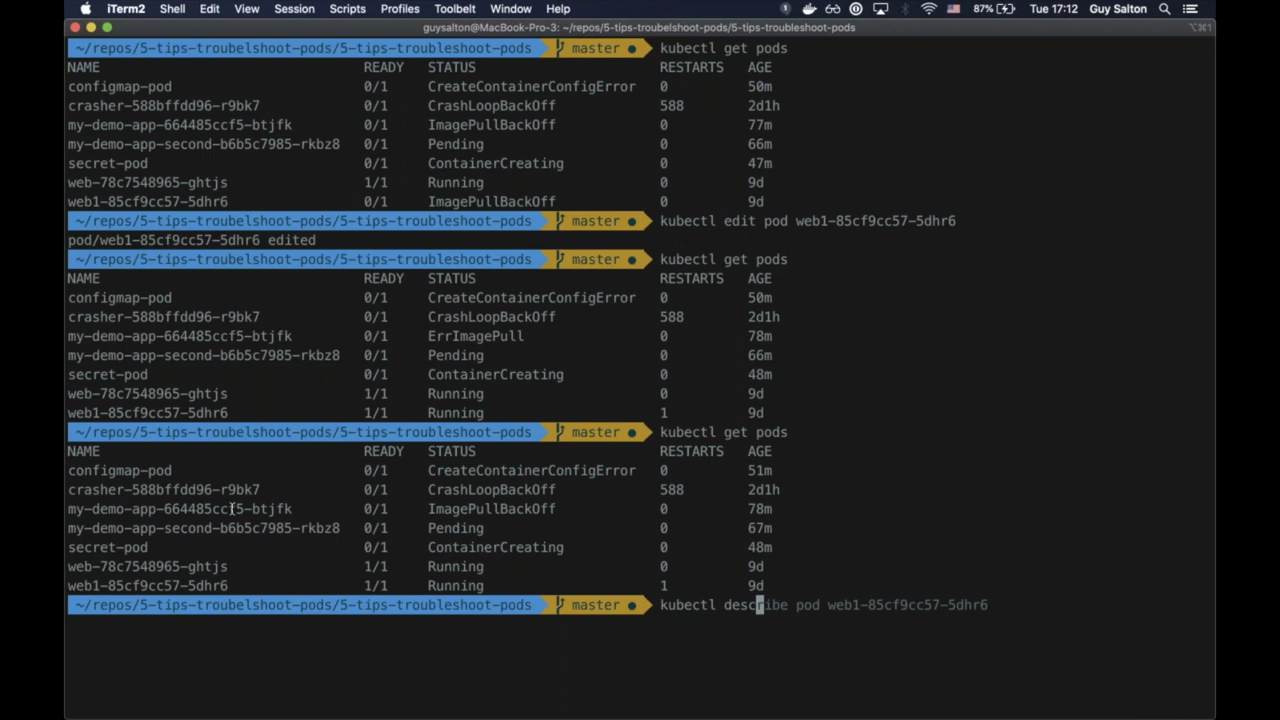 iTerm2 Shell Edit View Session Scripts Profiles Toolbelt Window Help 87% Tue 17:12 Guy Salton
guysalton@MacBook-Pro-3: ~/repos/5-tips-troubelshoot-pods/5-tips-troubleshoot-pods ⌥⌘1
~/repos/5-tips-troubelshoot-pods/5-tips-troubleshoot-pods master ● kubectl get pods
NAME READY STATUS RESTARTS AGE
configmap-pod 0/1 CreateContainerConfigError 0 50m
crasher-588bffdd96-r9bk7 0/1 CrashLoopBackOff 588 2d1h
my-demo-app-664485ccf5-btjfk 0/1 ImagePullBackOff 0 77m
my-demo-app-second-b6b5c7985-rkbz8 0/1 Pending 0 66m
secret-pod 0/1 ContainerCreating 0 47m
web-78c7548965-ghtjs 1/1 Running 0 9d
web1-85cf9cc57-5dhr6 0/1 ImagePullBackOff 0 9d
~/repos/5-tips-troubelshoot-pods/5-tips-troubleshoot-pods master ● kubectl edit pod web1-85cf9cc57-5dhr6
pod/web1-85cf9cc57-5dhr6 edited
~/repos/5-tips-troubelshoot-pods/5-tips-troubleshoot-pods master ● kubectl get pods
NAME READY STATUS RESTARTS AGE
configmap-pod 0/1 CreateContainerConfigError 0 50m
crasher-588bffdd96-r9bk7 0/1 CrashLoopBackOff 588 2d1h
my-demo-app-664485ccf5-btjfk 0/1 ErrImagePull 0 78m
my-demo-app-second-b6b5c7985-rkbz8 0/1 Pending 0 66m
secret-pod 0/1 ContainerCreating 0 48m
web-78c7548965-ghtjs 1/1 Running 0 9d
web1-85cf9cc57-5dhr6 1/1 Running 1 9d
~/repos/5-tips-troubelshoot-pods/5-tips-troubleshoot-pods master ● kubectl get pods
NAME READY STATUS RESTARTS AGE
configmap-pod 0/1 CreateContainerConfigError 0 51m
crasher-588bffdd96-r9bk7 0/1 CrashLoopBackOff 588 2d1h
my-demo-app-664485ccf5-btjfk 0/1 ImagePullBackOff 0 78m
my-demo-app-second-b6b5c7985-rkbz8 0/1 Pending 0 67m
secret-pod 0/1 ContainerCreating 0 48m
web-78c7548965-ghtjs 1/1 Running 0 9d
web1-85cf9cc57-5dhr6 1/1 Running 1 9d
~/repos/5-tips-troubelshoot-pods/5-tips-troubleshoot-pods master ● kubectl describe pod web1-85cf9cc57-5dhr6